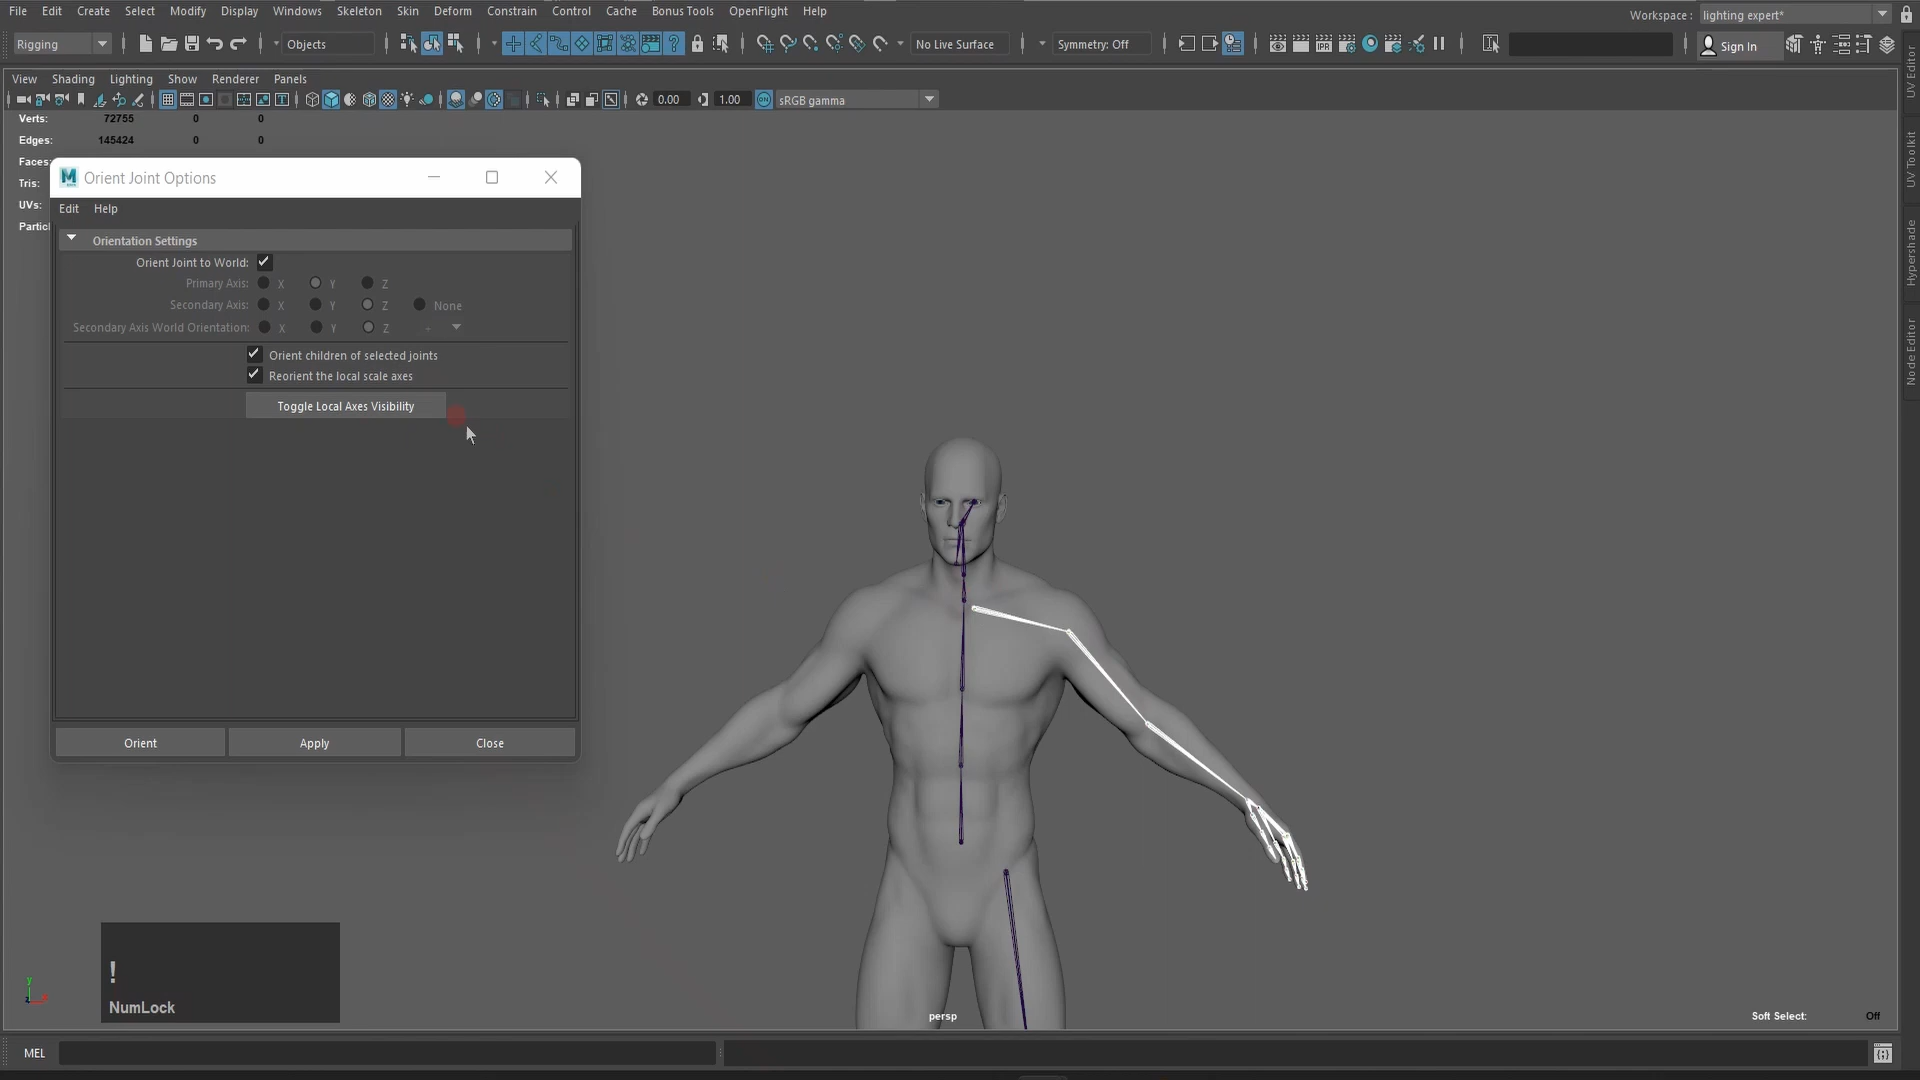 File Edit Create Select Modify Display Windows Skeleton Skin Deform Constrain Control Cache Bonus Tools OpenFlight Help
Workspace : lighting expert*
Rigging Objects No Live Surface Symmetry: Off Sign In
View Shading Lighting Show Renderer Panels
0.00 1.00 ON sRGB gamma
Verts: 72755 0 0
Edges: 145424 0 0
Faces:
Tris:
UVs:
Particl
M Orient Joint Options
Edit Help
Orientation Settings
Orient Joint to World:
Primary Axis: X Y Z
Secondary Axis: X Y Z None
Secondary Axis World Orientation: X Y Z +
Orient children of selected joints
Reorient the local scale axes
Toggle Local Axes Visibility
Orient Apply Close
!
NumLock
y
z x
persp
Soft Select: Off
MEL
UV Editor
UV Toolkit
Hypershade
Node Editor